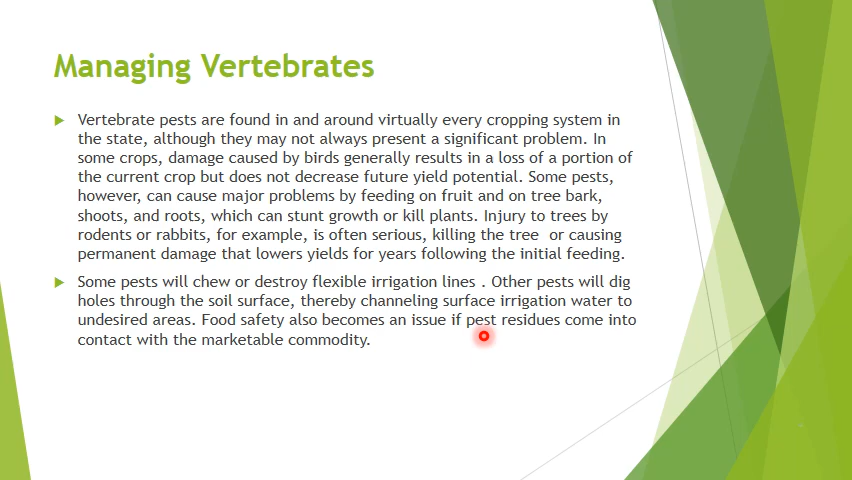 Managing Vertebrates
Vertebrate pests are found in and around virtually every cropping system in
the state, although they may not always present a significant problem. In
some crops, damage caused by birds generally results in a loss of a portion of
the current crop but does not decrease future yield potential. Some pests,
however, can cause major problems by feeding on fruit and on tree bark,
shoots, and roots, which can stunt growth or kill plants. Injury to trees by
rodents or rabbits, for example, is often serious, killing the tree  or causing
permanent damage that lowers yields for years following the initial feeding.
Some pests will chew or destroy flexible irrigation lines . Other pests will dig
holes through the soil surface, thereby channeling surface irrigation water to
undesired areas. Food safety also becomes an issue if pest residues come into
contact with the marketable commodity.